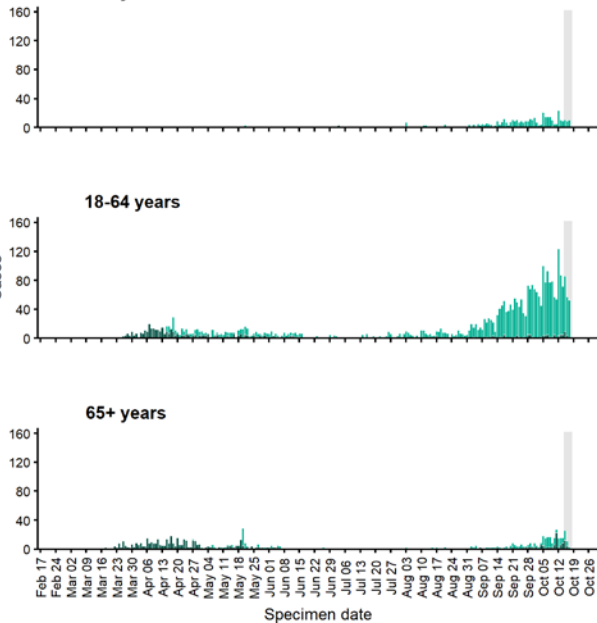 160
120
80
40
0
18-64 years
160
120
80
40
0
65+ years
160
120
80
40
0
Feb 17
Feb 24
Mar 02
Mar 09
Mar 16
Mar 23
Mar 30
Apr 06
Apr 13
Apr 20
Apr 27
May 04
May 11
May 18
May 25
Jun 01
Jun 08
Jun 15
Jun 22
Jun 29
Jul 06
Jul 13
Jul 20
Jul 27
Aug 03
Aug 10
Aug 17
Aug 24
Aug 31
Sep 07
Sep 14
Sep 21
Sep 28
Oct 05
Oct 12
Oct 19
Oct 26
Specimen date